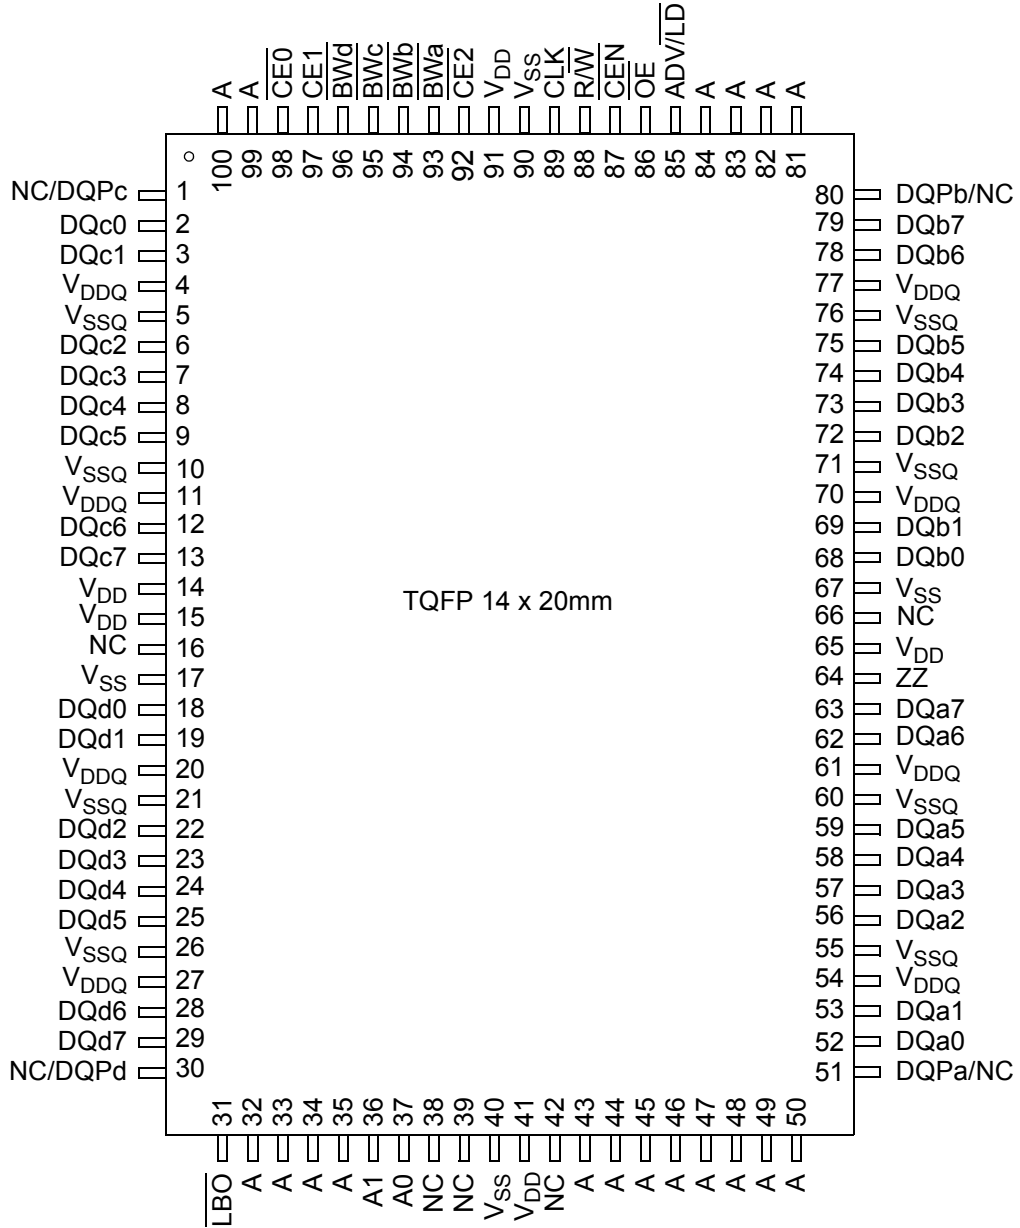 A
A
CE0
CE1
BWd
BWc
BWb
BWa
CE2
VDD
VSS
CLK
R/W
CEN
OE
ADV/LD
A
A
A
A
100
99
98
97
96
95
94
93
92
91
90
89
88
87
86
85
84
83
82
81
NC/DQPc 1
DQc0 2
DQc1 3
VDDQ 4
VSSQ 5
DQc2 6
DQc3 7
DQc4 8
DQc5 9
VSSQ 10
VDDQ 11
DQc6 12
DQc7 13
VDD 14
VDD 15
NC 16
VSS 17
DQd0 18
DQd1 19
VDDQ 20
VSSQ 21
DQd2 22
DQd3 23
DQd4 24
DQd5 25
VSSQ 26
VDDQ 27
DQd6 28
DQd7 29
NC/DQPd 30
TQFP 14 x 20mm
80 DQPb/NC
79 DQb7
78 DQb6
77 VDDQ
76 VSSQ
75 DQb5
74 DQb4
73 DQb3
72 DQb2
71 VSSQ
70 VDDQ
69 DQb1
68 DQb0
67 VSS
66 NC
65 VDD
64 ZZ
63 DQa7
62 DQa6
61 VDDQ
60 VSSQ
59 DQa5
58 DQa4
57 DQa3
56 DQa2
55 VSSQ
54 VDDQ
53 DQa1
52 DQa0
51 DQPa/NC
31
32
33
34
35
36
37
38
39
40
41
42
43
44
45
46
47
48
49
50
LBO
A
A
A
A
A1
A0
NC
NC
VSS
VDD
NC
A
A
A
A
A
A
A
A